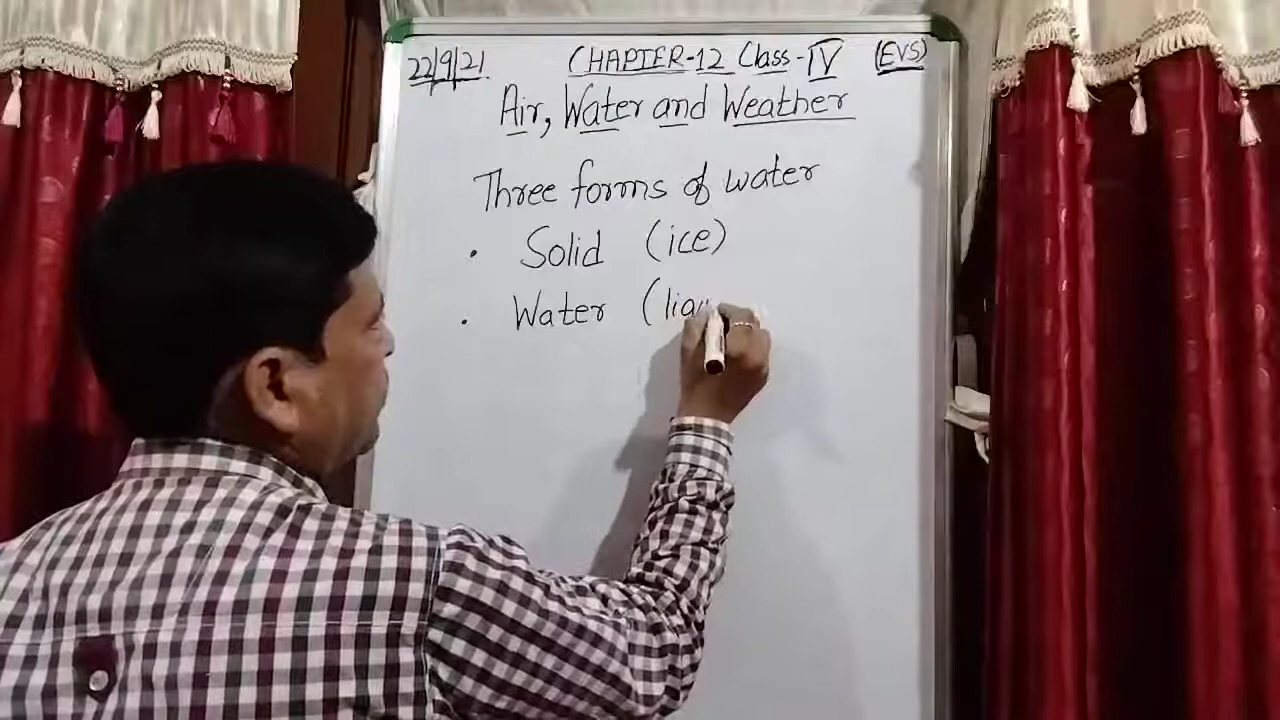 22/9/21 CHAPTER-12 Class-IV (EVS)
Air, Water and Weather
Three forms of water
• Solid (ice)
• Water (liq